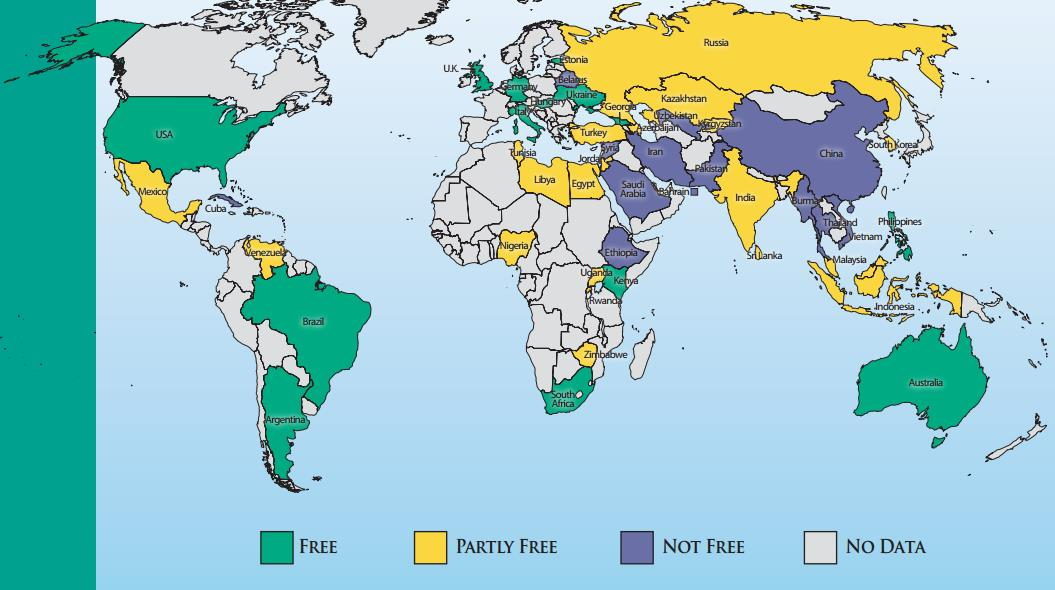 Russia
Estonia
U.K.
Belarus
Germany
Ukraine
Hungary
Italy
Kazakhstan
Georgia
Uzbekistan
Kyrgyzstan
Azerbaijan
Turkey
USA
South Korea
Tunisia
Syria
Iran
China
Jordan
Pakistan
Libya
Egypt
Saudi
Arabia
Bahrain
India
Mexico
Cuba
Burma
Thailand
Philippines
Vietnam
Nigeria
Ethiopia
Venezuela
Sri Lanka
Malaysia
Uganda
Kenya
Rwanda
Indonesia
Brazil
Zimbabwe
Australia
South
Africa
Argentina
FREE PARTLY FREE NOT FREE NO DATA